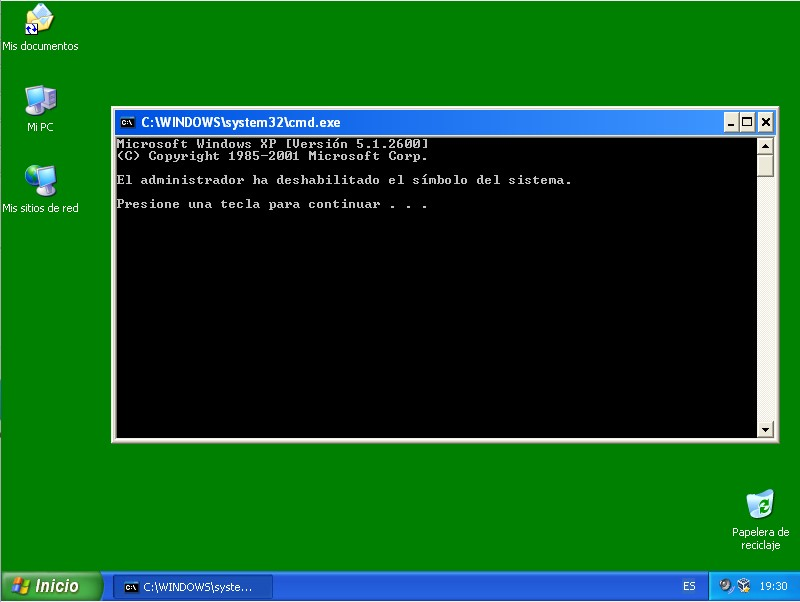 Mis documentos
Mi PC
Mis sitios de red
C:\WINDOWS\system32\cmd.exe
Microsoft Windows XP [Versión 5.1.2600]
(C) Copyright 1985-2001 Microsoft Corp.
El administrador ha deshabilitado el símbolo del sistema.
Presione una tecla para continuar . . .
Papelera de
reciclaje
Inicio
C:\WINDOWS\syste...
ES
19:30